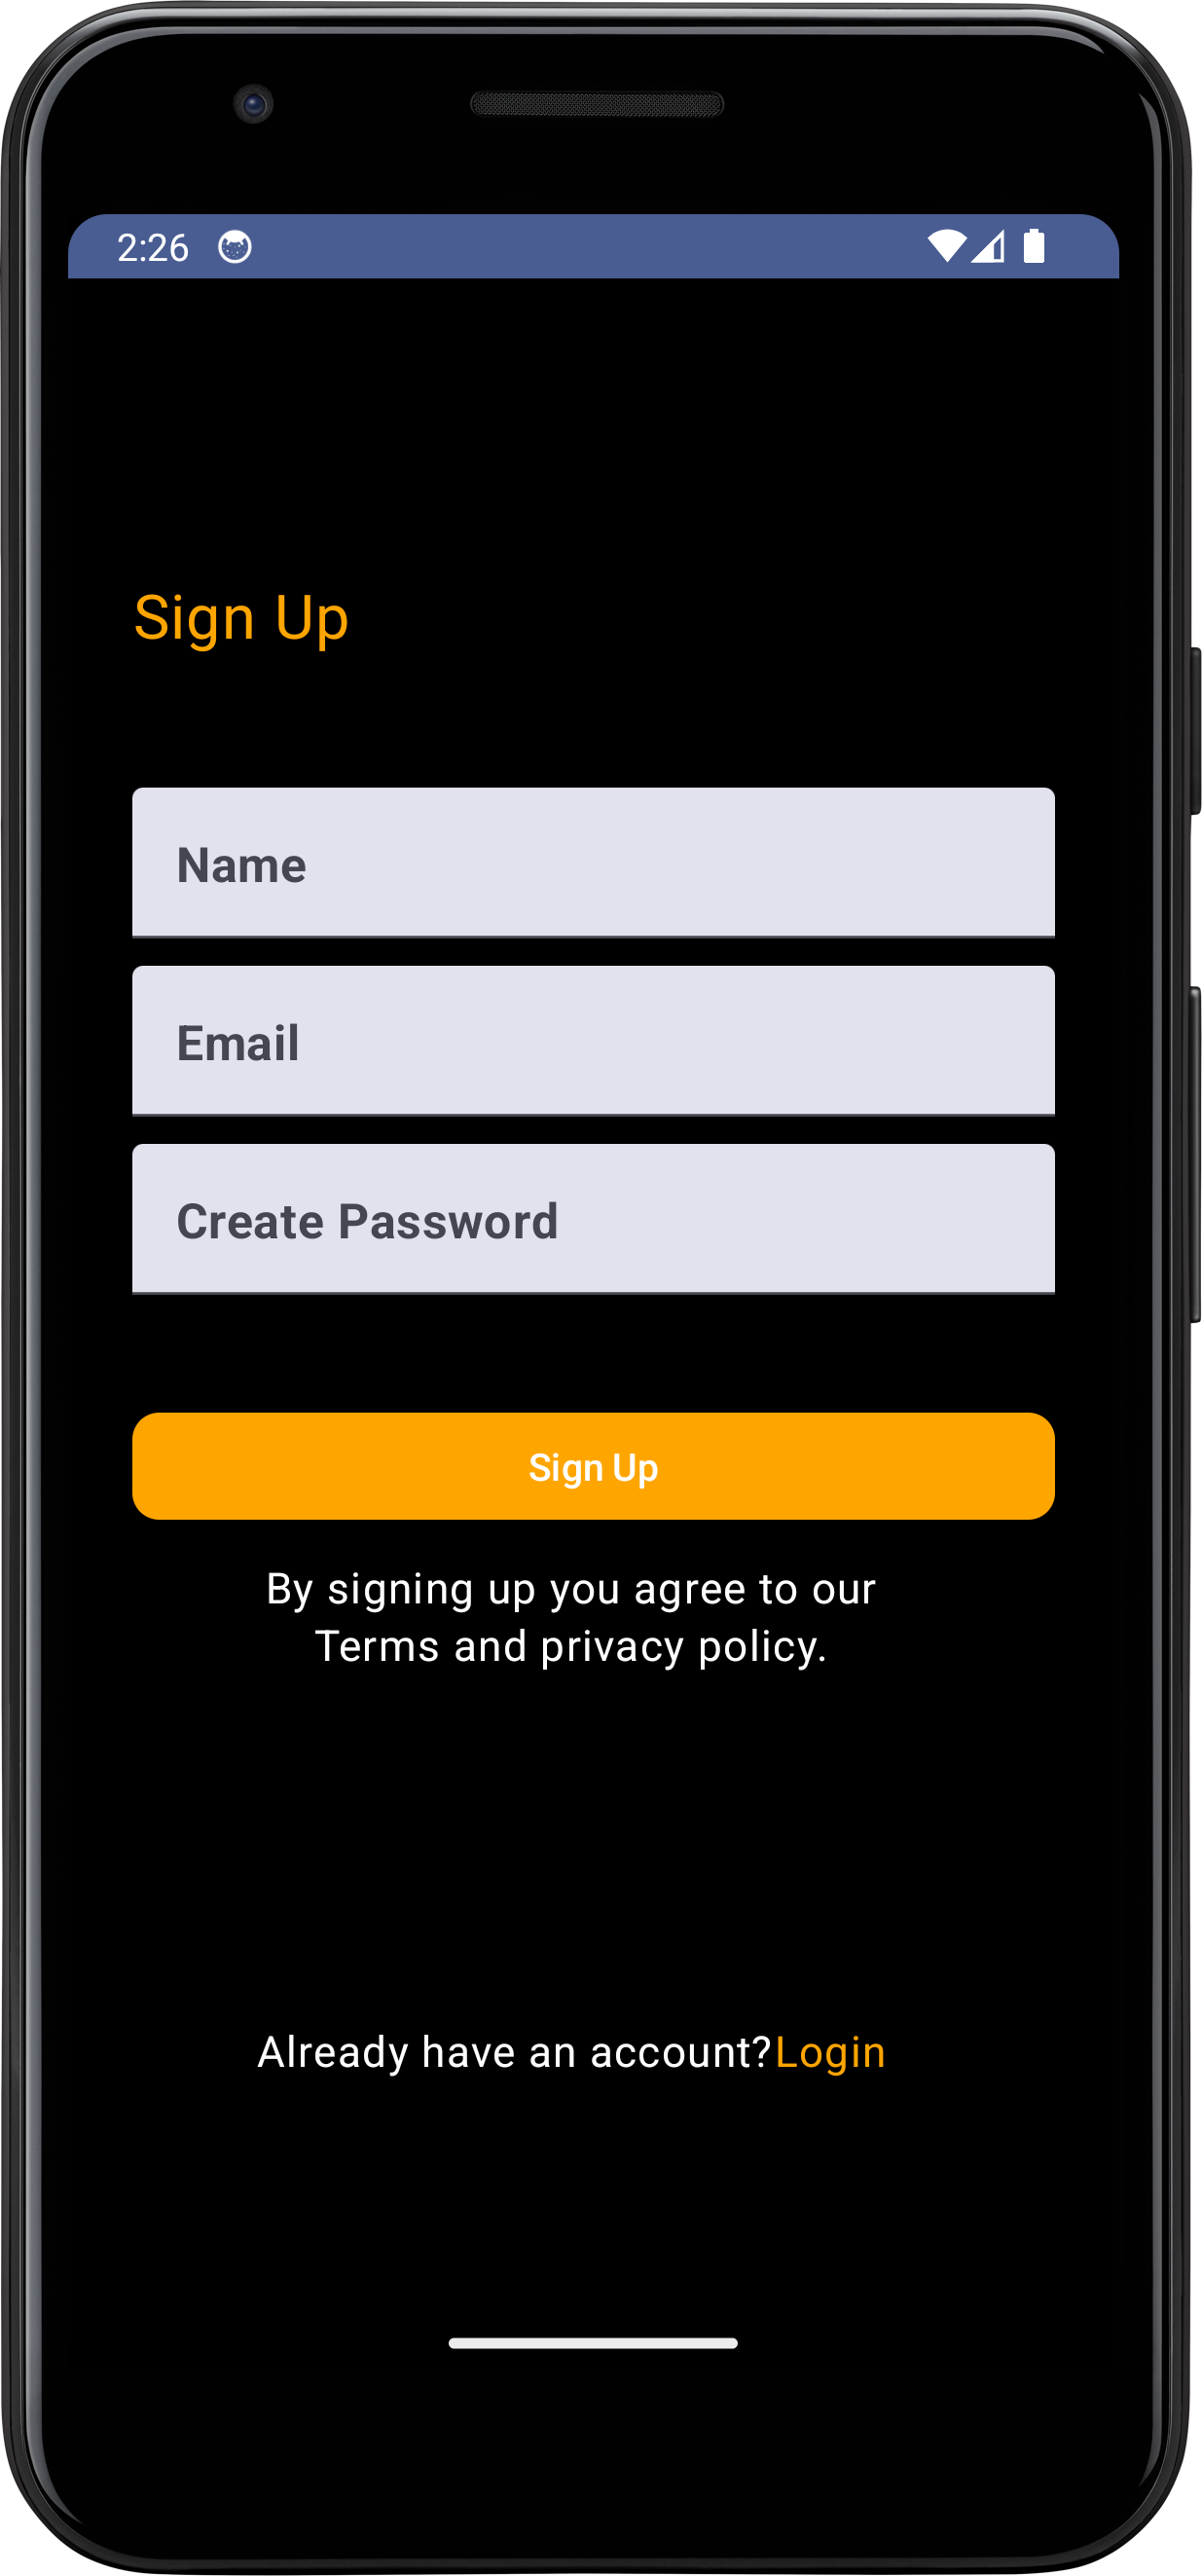 2:26
Sign Up
Name
Email
Create Password
Sign Up
By signing up you agree to our
Terms and privacy policy.
Already have an account?Login